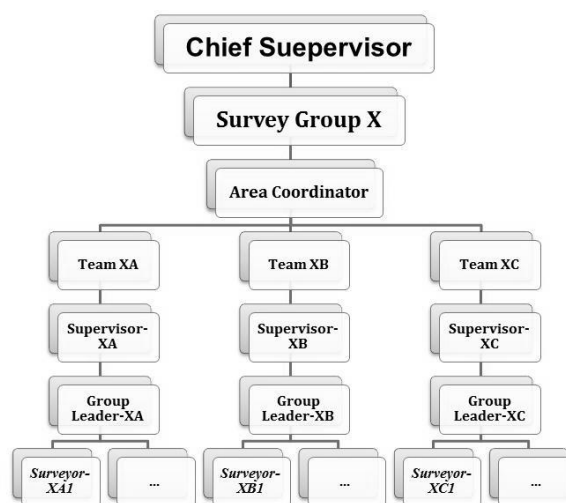 Chief Suepervisor
Survey Group X
Area Coordinator
Team XA
Team XB
Team XC
Supervisor-
XA
Supervisor-
XB
Supervisor-
XC
Group
Leader-XA
Group
Leader-XB
Group
Leader-XC
Surveyor-
XA1
...
Surveyor-
XB1
...
Surveyor-
XC1
...